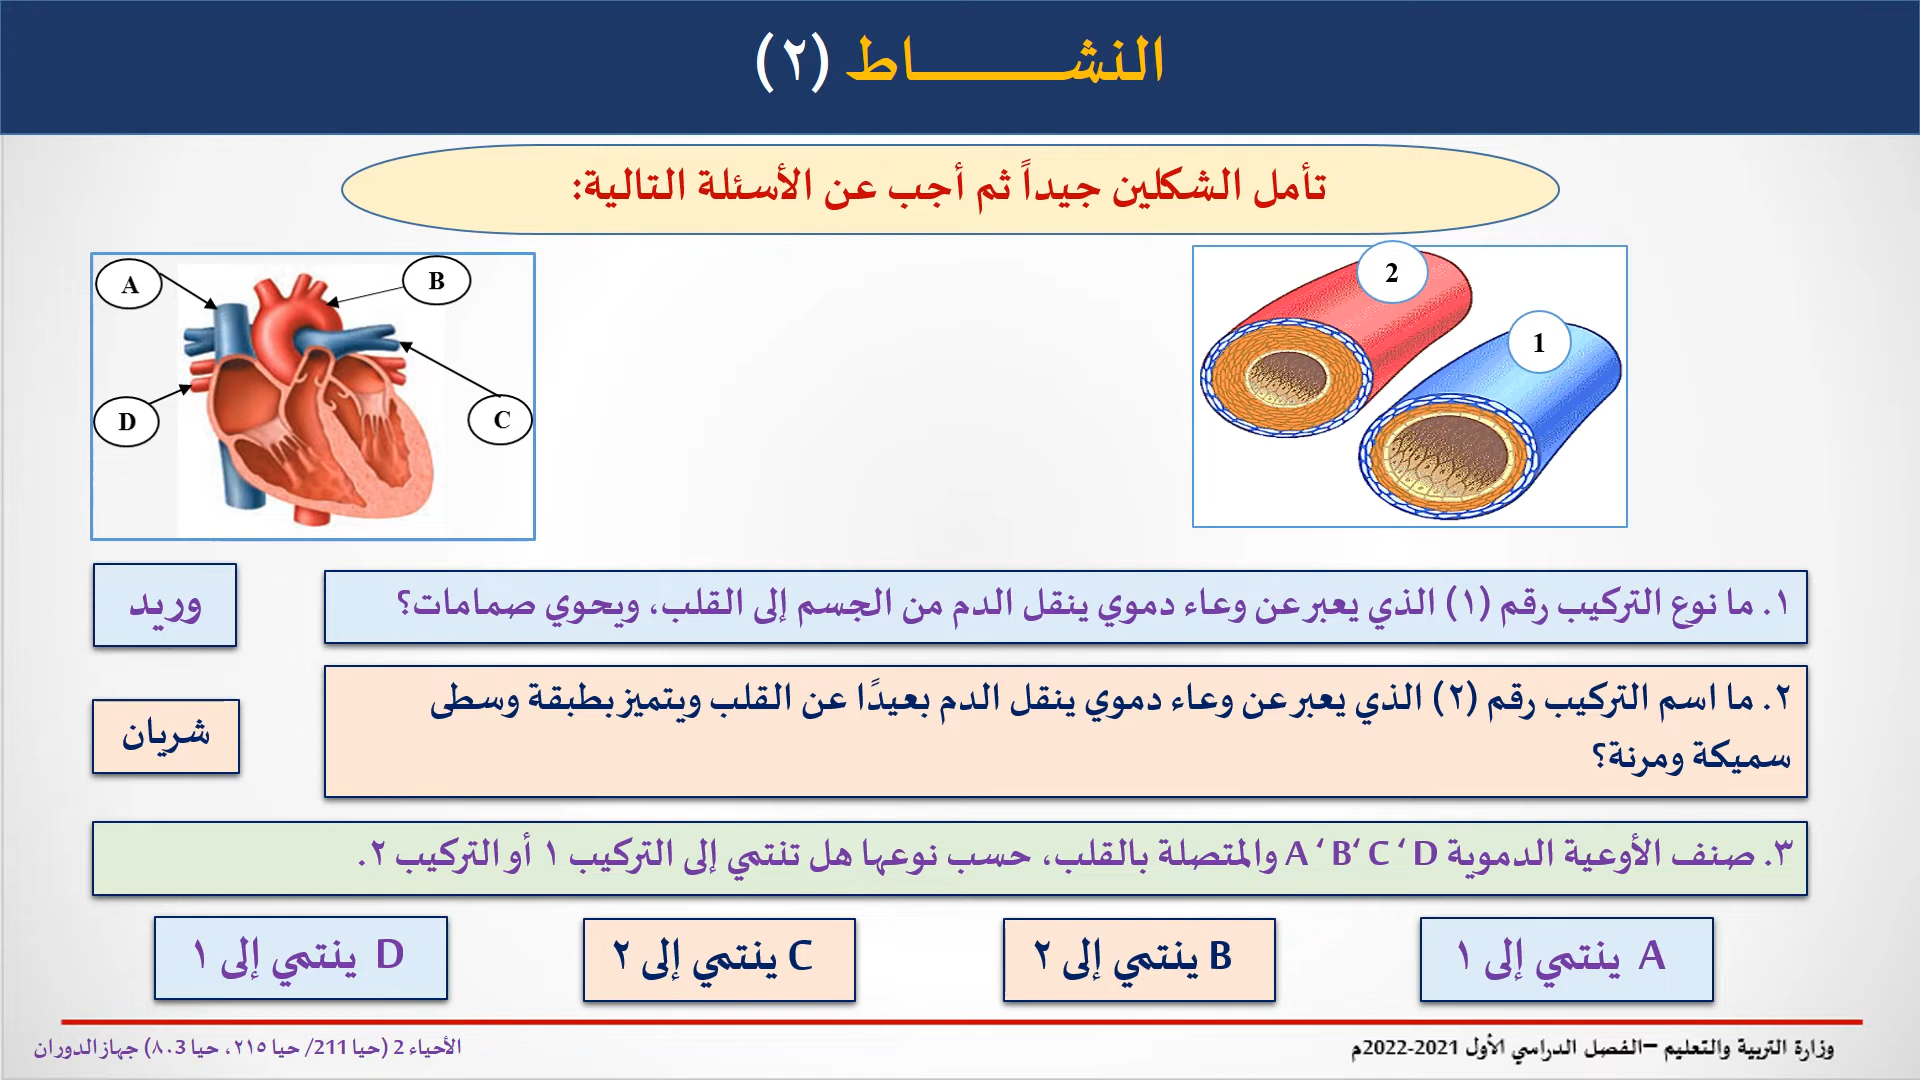 النشـــــــــاط (٢)
تأمل الشكلين جيداً ثم أجب عن الأسئلة التالية:
2
1
A
B
D
C
١. ما نوع التركيب رقم (١) الذي يعبر عن وعاء دموي ينقل الدم من الجسم إلى القلب، ويحوي صمامات؟
وريد
٢. ما اسم التركيب رقم (٢) الذي يعبر عن وعاء دموي ينقل الدم بعيدًا عن القلب ويتميز بطبقة وسطى
سميكة ومرنة؟
شريان
٣. صنف الأوعية الدموية A ‘ B‘ C ‘ D والمتصلة بالقلب، حسب نوعها هل تنتمي إلى التركيب ١ أو التركيب ٢.
A ينتمي إلى ١
B ينتمي إلى ٢
C ينتمي إلى ٢
D ينتمي إلى ١
وزارة التربية والتعليم –الفصل الدراسي الأول 2021-2022م
الأحياء 2 (حيا 211/ حيا ٢١٥، حيا 8٠3) جهاز الدوران